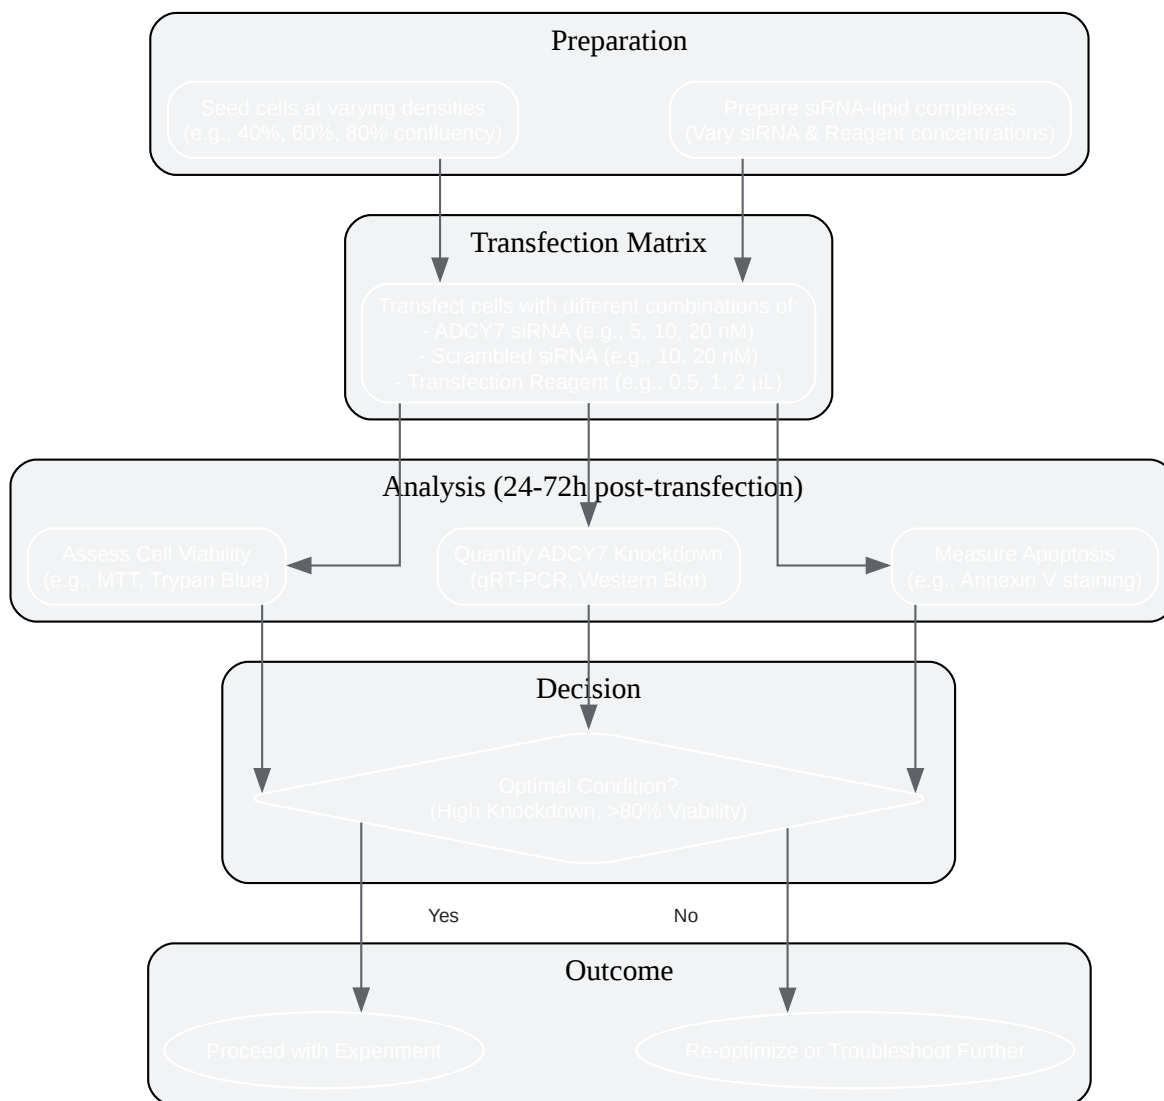 Preparation
Seed cells at varying densities
(e.g., 40%, 60%, 80% confluency)
Prepare siRNA-lipid complexes
(Vary siRNA & Reagent concentrations)
Transfection Matrix
Transfect cells with different combinations of:
- ADCY7 siRNA (e.g., 5, 10, 20 nM)
- Scrambled siRNA (e.g., 10, 20 nM)
- Transfection Reagent (e.g., 0.5, 1, 2 µL)
Analysis (24-72h post-transfection)
Assess Cell Viability
(e.g., MTT, Trypan Blue)
Quantify ADCY7 Knockdown
(qRT-PCR, Western Blot)
Measure Apoptosis
(e.g., Annexin V staining)
Decision
Optimal Condition?
(High Knockdown, >80% Viability)
Yes
No
Outcome
Proceed with Experiment
Re-optimize or Troubleshoot Further